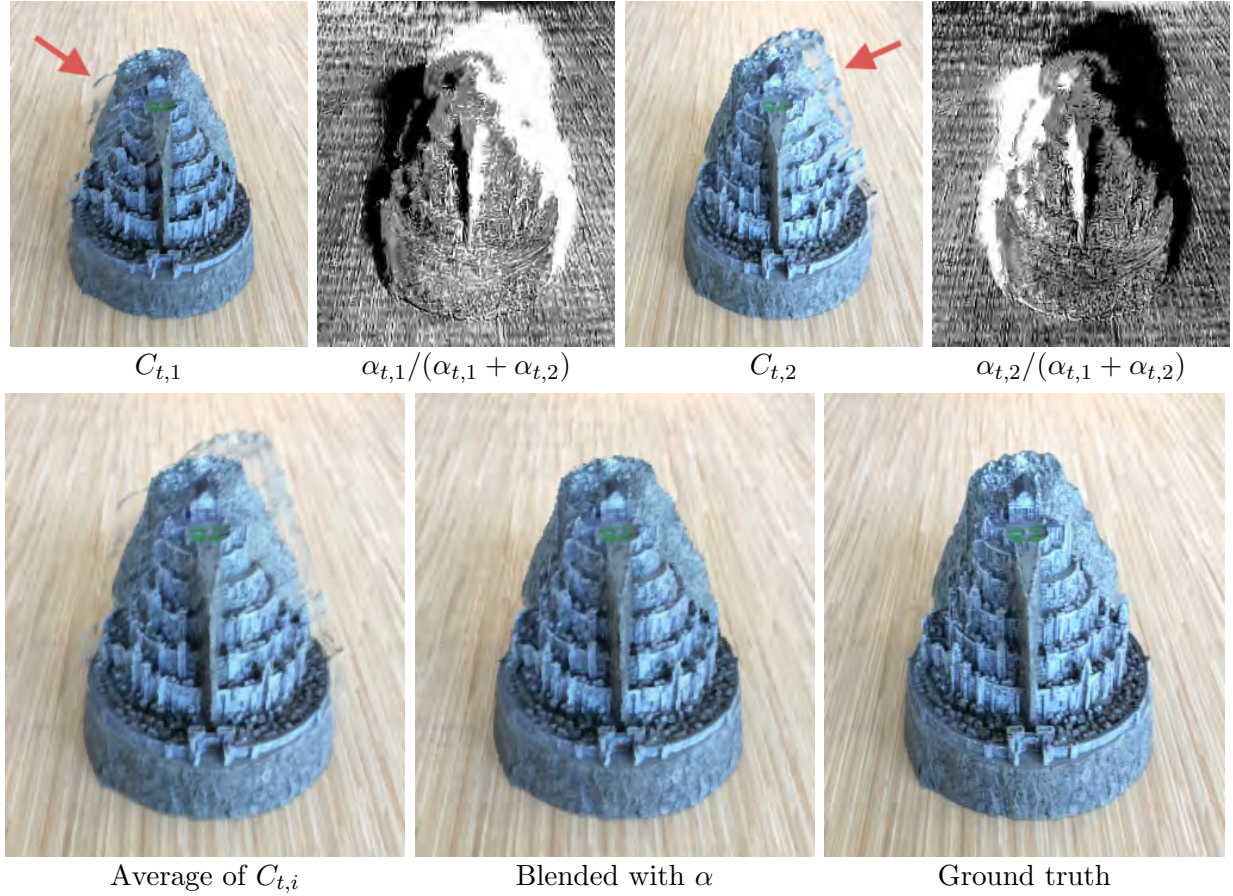 C_{t,1} α_{t,1}/(α_{t,1} + α_{t,2}) C_{t,2} α_{t,2}/(α_{t,1} + α_{t,2})
Average of C_{t,i} Blended with α Ground truth